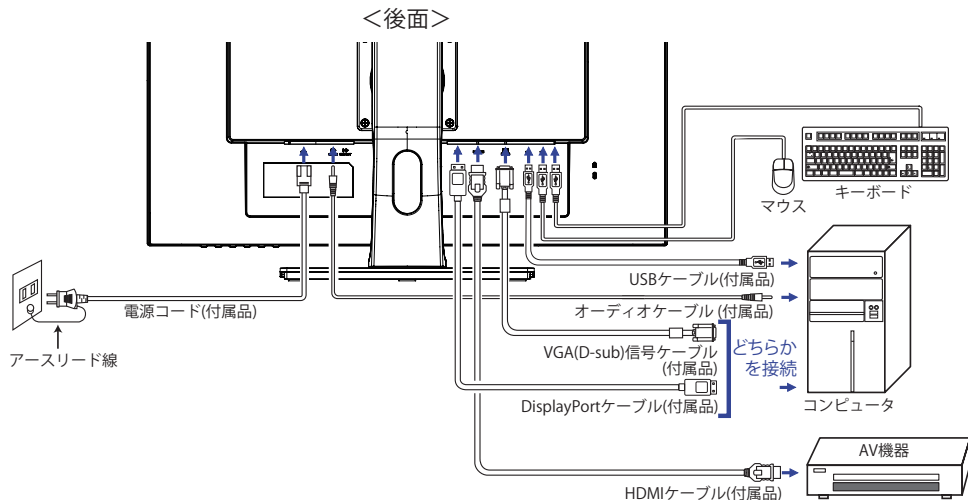 ＜後面＞
マウス
キーボード
USBケーブル(付属品)
電源コード(付属品)
オーディオケーブル (付属品)
アースリード線
VGA(D-sub)信号ケーブル
(付属品)
どちらか
を接続
DisplayPortケーブル(付属品)
コンピュータ
AV機器
HDMIケーブル(付属品)